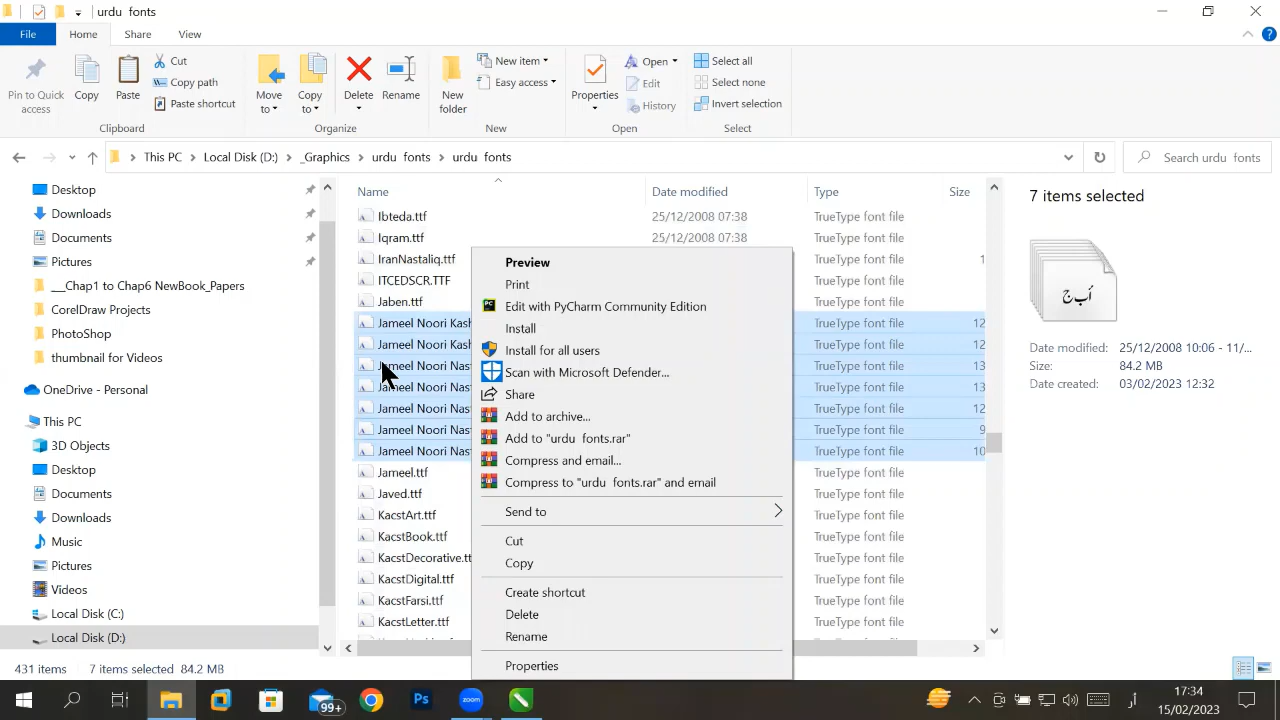 urdu  fonts
File
Home
Share
View
Pin to Quick access
Copy
Paste
Cut
Copy path
Paste shortcut
Clipboard
Move to
Copy to
Delete
Rename
Organize
New folder
New item
Easy access
New
Properties
Open
Edit
History
Open
Select all
Select none
Invert selection
Select
This PC > Local Disk (D:) > _Graphics > urdu  fonts > urdu  fonts
Search urdu  fonts
Desktop
Downloads
Documents
Pictures
__Chap1 to Chap6 NewBook_Papers
CorelDraw Projects
PhotoShop
thumbnail for Videos
OneDrive - Personal
This PC
3D Objects
Desktop
Documents
Downloads
Music
Pictures
Videos
Local Disk (C:)
Local Disk (D:)
Name Date modified Type Size
Ibteda.ttf 25/12/2008 07:38 TrueType font file
Iqram.ttf 25/12/2008 07:38 TrueType font file
IranNastaliq.ttf TrueType font file 1
ITCEDSCR.TTF TrueType font file
Jaben.ttf TrueType font file
Jameel Noori Kash TrueType font file 12
Jameel Noori Kash TrueType font file 12
Jameel Noori Nas TrueType font file 13
Jameel Noori Nas TrueType font file 13
Jameel Noori Nas TrueType font file 12
Jameel Noori Nas TrueType font file 9
Jameel Noori Nas TrueType font file 10
Jameel.ttf TrueType font file
Javed.ttf TrueType font file
KacstArt.ttf TrueType font file
KacstBook.ttf TrueType font file
KacstDecorative.tt TrueType font file
KacstDigital.ttf TrueType font file
KacstFarsi.ttf TrueType font file
KacstLetter.ttf TrueType font file
Preview
Print
Edit with PyCharm Community Edition
Install
Install for all users
Scan with Microsoft Defender...
Share
Add to archive...
Add to "urdu  fonts.rar"
Compress and email...
Compress to "urdu  fonts.rar" and email
Send to
Cut
Copy
Create shortcut
Delete
Rename
Properties
7 items selected
أب ج
Date modified: 25/12/2008 10:06 - 11/...
Size: 84.2 MB
Date created: 03/02/2023 12:32
431 items 7 items selected 84.2 MB
99+
Ps
zoom
17:34
15/02/2023